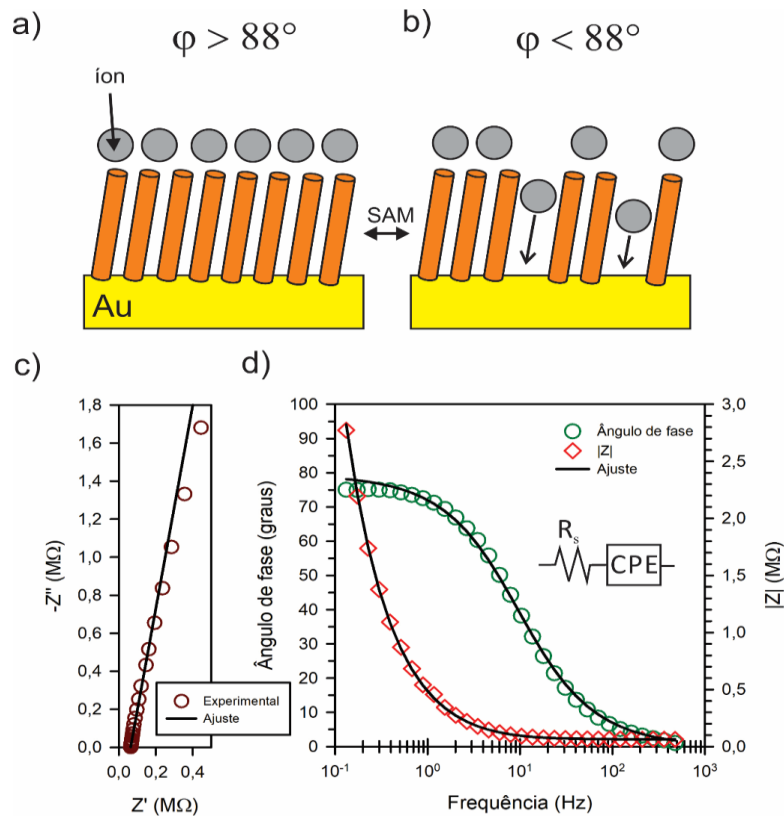 a)
φ > 88°
b)
φ < 88°
íon
SAM
Au
c)
1,8
1,6
1,4
1,2
1,0
0,8
0,6
0,4
0,2
0,0
-Z'' (MΩ)
Experimental
Ajuste
0,0 0,2 0,4
Z' (MΩ)
d)
100
90
80
70
60
50
40
30
20
10
0
Ângulo de fase (graus)
Ângulo de fase
|Z|
Ajuste
Rs
CPE
3,0
2,5
2,0
1,5
1,0
0,5
0,0
|Z| (MΩ)
10-1 100 101 102 103
Frequência (Hz)